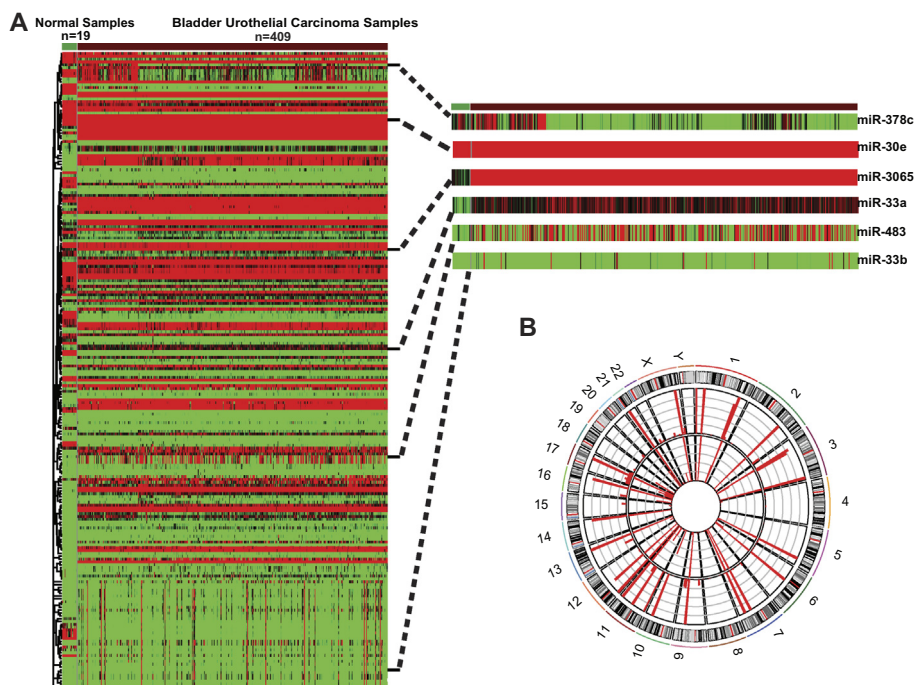 A
Normal Samples
n=19
Bladder Urothelial Carcinoma Samples
n=409
miR-378c
miR-30e
miR-3065
miR-33a
miR-483
miR-33b
B
1
2
3
4
5
6
7
8
9
10
11
12
13
14
15
16
17
18
19
20
21
22
X
Y